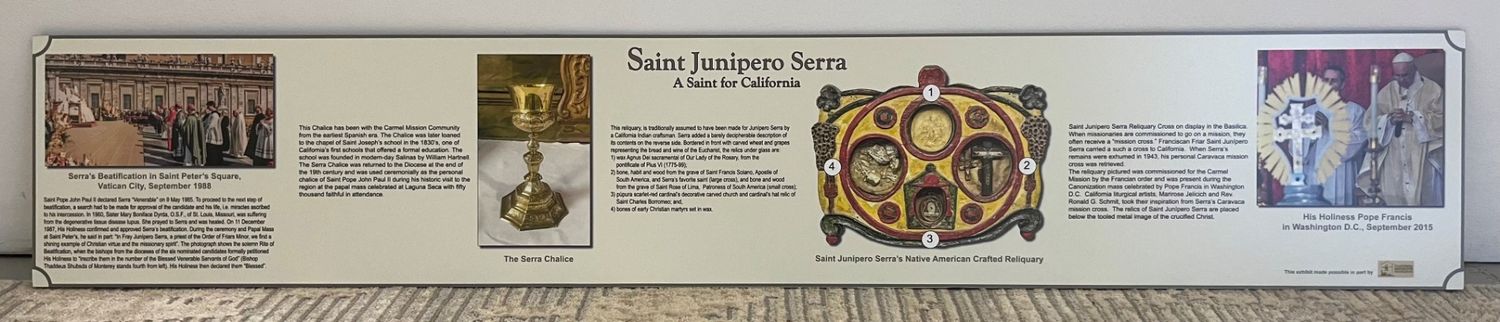 Saint Junipero Serra
A Saint for California
Serra's Beatification in Saint Peter's Square,
Vatican City, September 1988
Saint Pope John Paul II declared Serra "Venerable" on 9 May 1985. To proceed to the next step of
beatification, a search had to be made for approval of the candidate and his life, i.e. miracles ascribed
to his intercession. In 1960, Sister Mary Boniface Dyrda, O.S.F., of St. Louis, Missouri, was suffering
from the degenerative tissue disease lupus. She prayed to Serra and was healed. On 11 December
1987, His Holiness confirmed and approved Serra's beatification. During the ceremony and Papal Mass
at Saint Peter's, he said in part: "In Fray Junipero Serra, a priest of the Order of Friars Minor, we find a
shining example of Christian virtue and the missionary spirit". The photograph shows the solemn Rite of
Beatification, when the bishops from the dioceses of the six nominated candidates formally petitioned
His Holiness to "inscribe them in the number of the Blessed Venerable Servants of God" (Bishop
Thaddeus Shubsda of Monterey stands fourth from left). His Holiness then declared them "Blessed".
This Chalice has been with the Carmel Mission Community
from the earliest Spanish era. The Chalice was later loaned
to the chapel of Saint Joseph's school in the 1830's, one of
California's first schools that offered a formal education. The
school was founded in modern-day Salinas by William Hartnell.
The Serra Chalice was returned to the Diocese at the end of
the 19th century and was used ceremonially as the personal
chalice of Saint Pope John Paul II during his historic visit to the
region at the papal mass celebrated at Laguna Seca with fifty
thousand faithful in attendance.
The Serra Chalice
This reliquary, is traditionally assumed to have been made for Junipero Serra by
a California Indian craftsman. Serra added a barely decipherable description of
its contents on the reverse side. Bordered in front with carved wheat and grapes
representing the bread and wine of the Eucharist, the relics under glass are:
1) wax Agnus Dei sacramental of Our Lady of the Rosary, from the
pontificate of Pius VI (1775-99);
2) bone, habit and wood from the grave of Saint Francis Solano, Apostle of
South America, and Serra's favorite saint (large cross), and bone and wood
from the grave of Saint Rose of Lima, Patroness of South America (small cross);
3) púpura scarlet-red cardinal's decorative carved church and cardinal's hat relic of
Saint Charles Borromeo; and,
4) bones of early Christian martyrs set in wax.
1
2
3
4
Saint Junipero Serra's Native American Crafted Reliquary
Saint Junipero Serra Reliquary Cross on display in the Basilica.
When missionaries are commissioned to go on a mission, they
often receive a "mission cross." Franciscan Friar Saint Junipero
Serra carried a such a cross to California. When Serra's
remains were exhumed in 1943, his personal Caravaca mission
cross was retrieved.
The reliquary pictured was commissioned for the Carmel
Mission by the Francian order and was present during the
Canonization mass celebrated by Pope Francis in Washington
D.C. California liturgical artists, Marirose Jelicich and Rev.
Ronald G. Schmit, took their inspiration from Serra's Caravaca
mission cross. The relics of Saint Junipero Serra are placed
below the tooled metal image of the crucified Christ.
His Holiness Pope Francis
in Washington D.C., September 2015
This exhibit made possible in part by